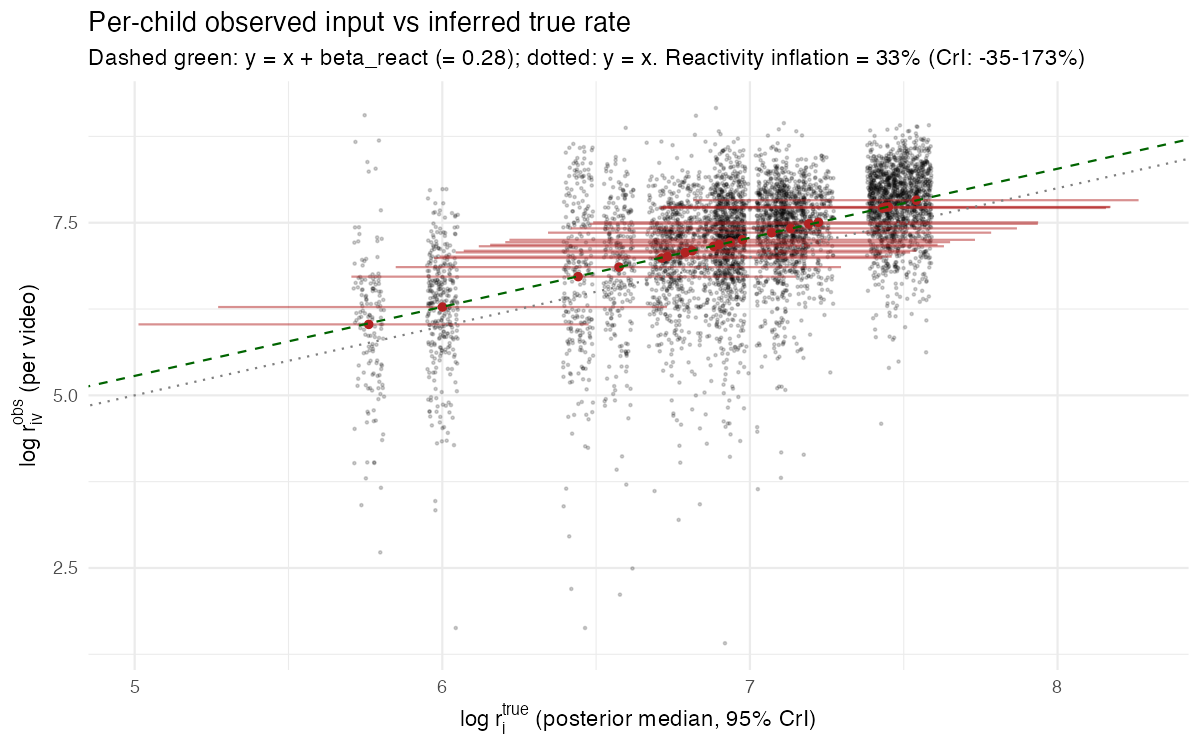 Per-child observed input vs inferred true rate
Dashed green: y = x + beta_react (= 0.28); dotted: y = x. Reactivity inflation = 33% (CrI: -35-173%)
log r_iv^obs (per video)
7.5
5.0
2.5
5
6
7
8
log r_i^true (posterior median, 95% CrI)